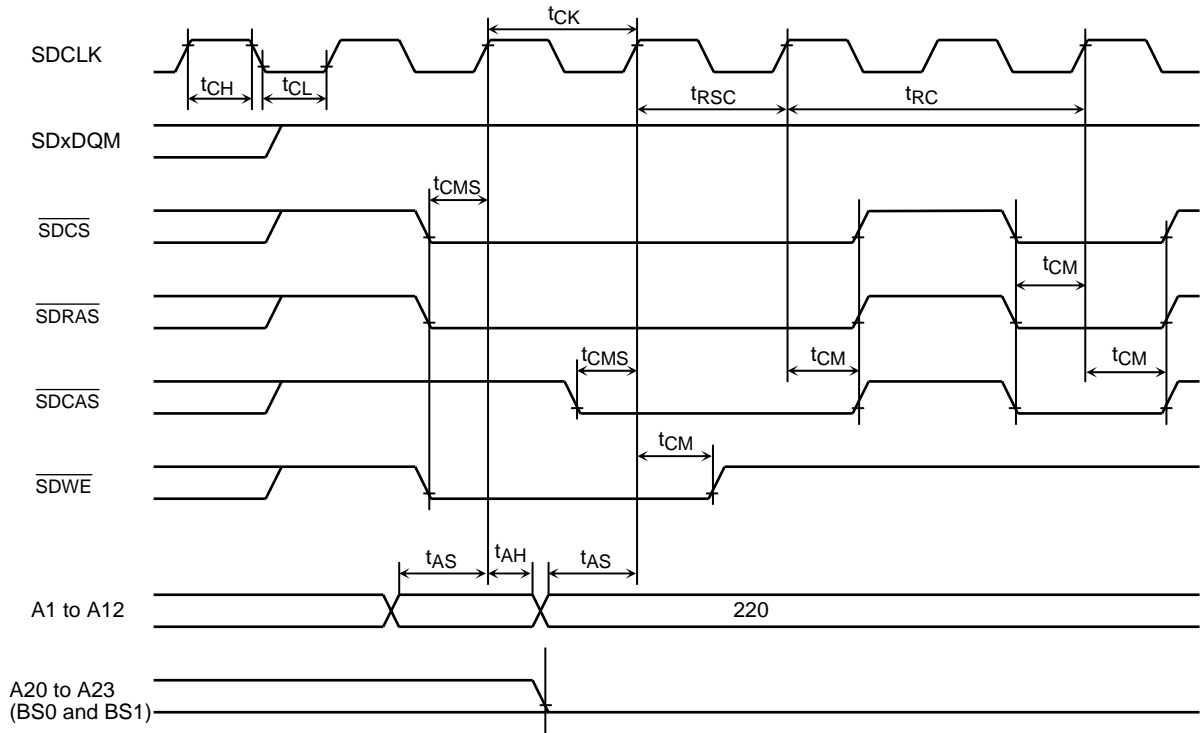 tCK
SDCLK
tCH
tCL
tRSC
tRC
SDxDQM
tCMS
SDCS
tCM
SDRAS
tCMS
tCM
tCM
SDCAS
tCM
SDWE
tAS
tAH
tAS
A1 to A12
220
A20 to A23
(BS0 and BS1)